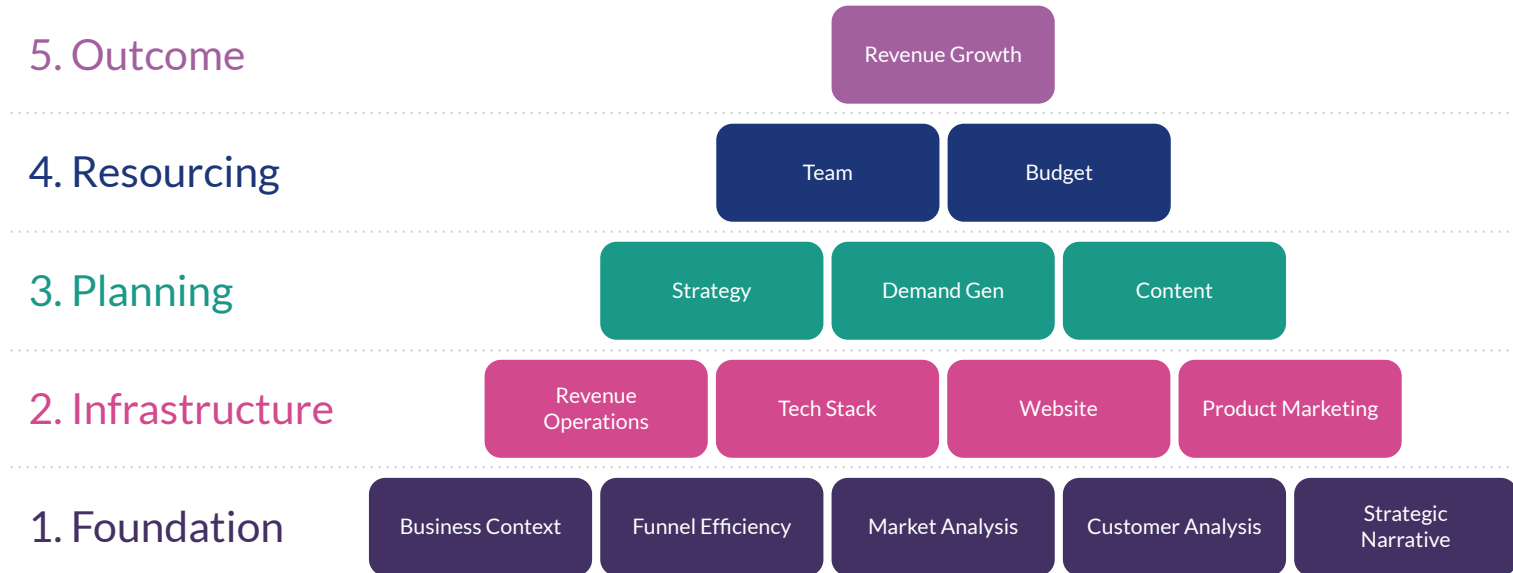 5. Outcome
Revenue Growth
4. Resourcing
Team
Budget
3. Planning
Strategy
Demand Gen
Content
2. Infrastructure
Revenue
Operations
Tech Stack
Website
Product Marketing
1. Foundation
Business Context
Funnel Efficiency
Market Analysis
Customer Analysis
Strategic
Narrative